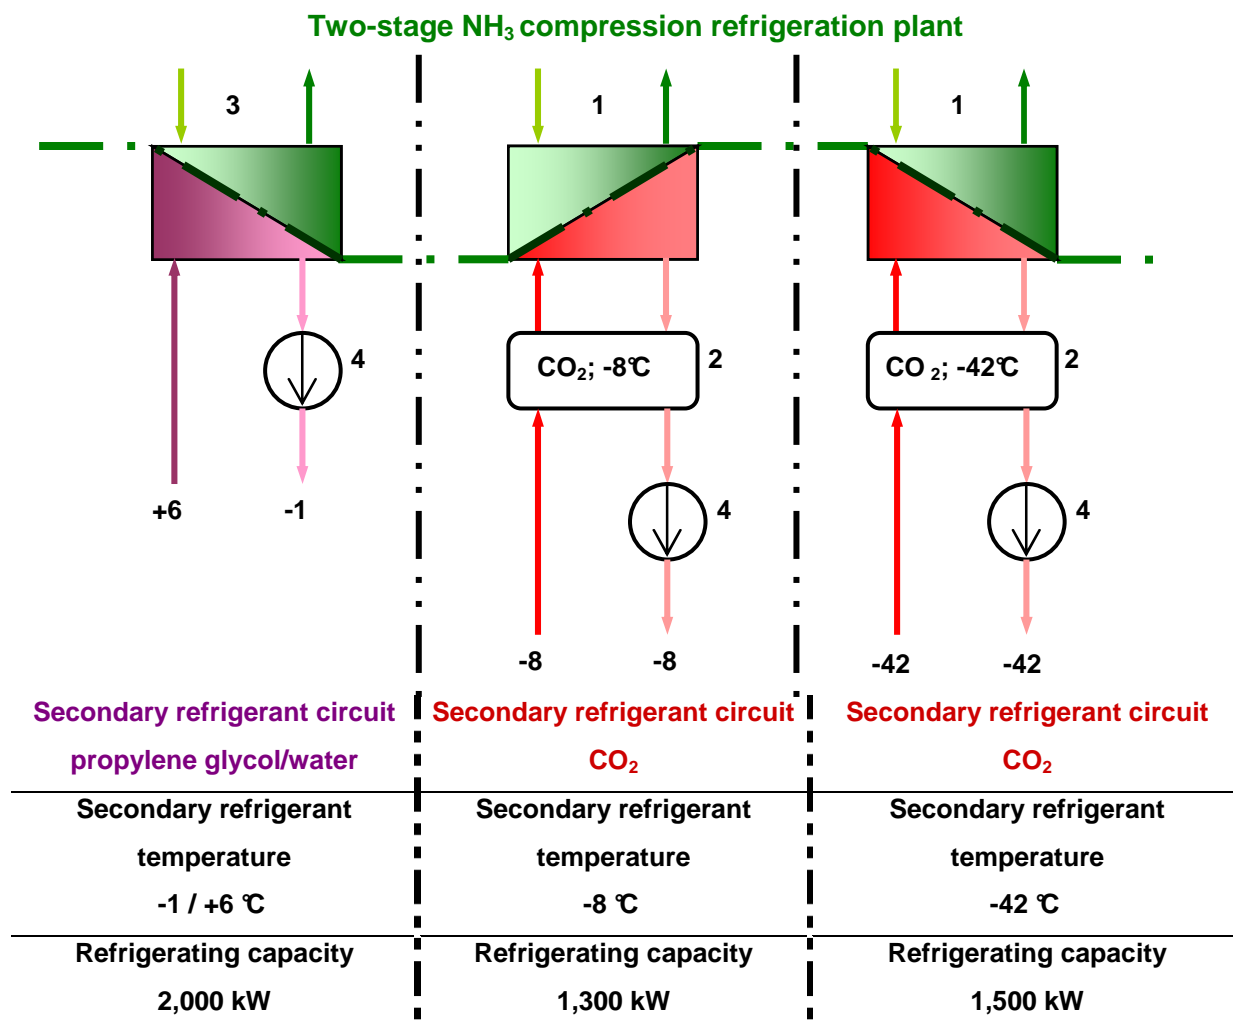 Two-stage NH₃ compression refrigeration plant
3
1
1
4
CO₂; -8°C
2
CO ₂; -42°C
2
+6
-1
4
4
-8
-8
-42
-42
Secondary refrigerant circuit
propylene glycol/water
Secondary refrigerant circuit
CO₂
Secondary refrigerant circuit
CO₂
Secondary refrigerant
temperature
-1 / +6 °C
Secondary refrigerant
temperature
-8 °C
Secondary refrigerant
temperature
-42 °C
Refrigerating capacity
2,000 kW
Refrigerating capacity
1,300 kW
Refrigerating capacity
1,500 kW